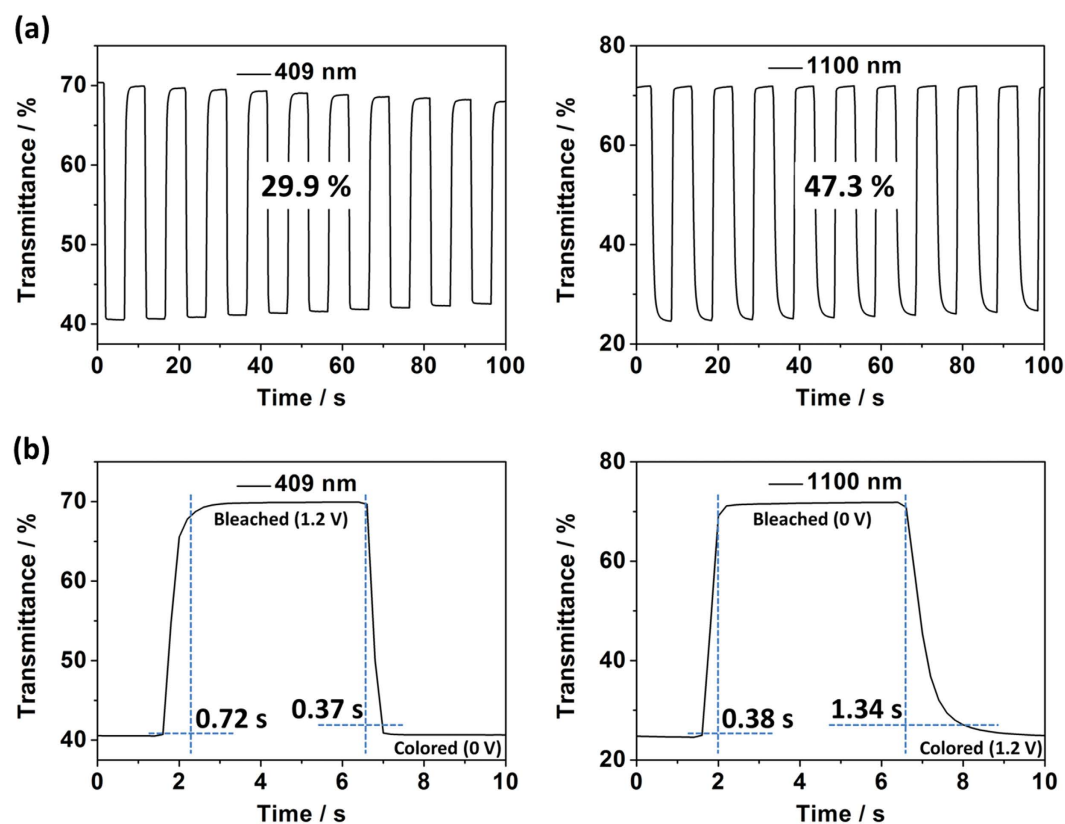 (a)
409 nm
29.9 %
Transmittance / %
70
60
50
40
0 20 40 60 80 100
Time / s
1100 nm
47.3 %
Transmittance / %
80
60
40
20
0 20 40 60 80 100
Time / s
(b)
409 nm
Bleached (1.2 V)
0.72 s
0.37 s
Colored (0 V)
Transmittance / %
70
60
50
40
0 2 4 6 8 10
Time / s
1100 nm
Bleached (0 V)
0.38 s
1.34 s
Colored (1.2 V)
Transmittance / %
80
60
40
20
0 2 4 6 8 10
Time / s